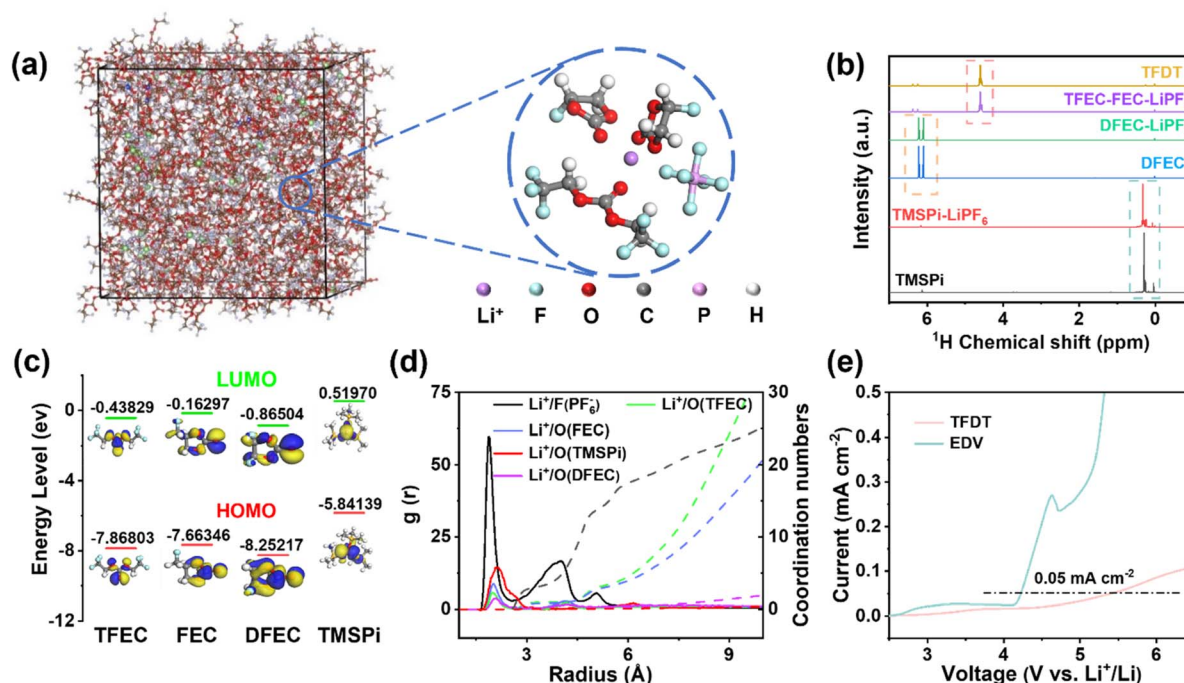 (a)
Li⁺ F O C P H
(b)
Intensity (a.u.)
TFDT
TFEC-FEC-LiPF
DFEC-LiPF
DFEC
TMSPi-LiPF₆
TMSPi
6 4 2 0
¹H Chemical shift (ppm)
(c)
Energy Level (ev)
0
-4
-8
-12
LUMO
-0.43829
-0.16297
-0.86504
0.51970
HOMO
-7.86803
-7.66346
-8.25217
-5.84139
TFEC FEC DFEC TMSPi
(d)
g (r)
75
50
25
0
Li⁺/F(PF₆⁻)
Li⁺/O(TFEC)
Li⁺/O(FEC)
Li⁺/O(TMSPi)
Li⁺/O(DFEC)
30
20
10
0
Coordination numbers
3 6 9
Radius (Å)
(e)
Current (mA cm⁻²)
0.5
0.4
0.3
0.2
0.1
0.0
TFDT
EDV
0.05 mA cm⁻²
3 4 5 6
Voltage (V vs. Li⁺/Li)